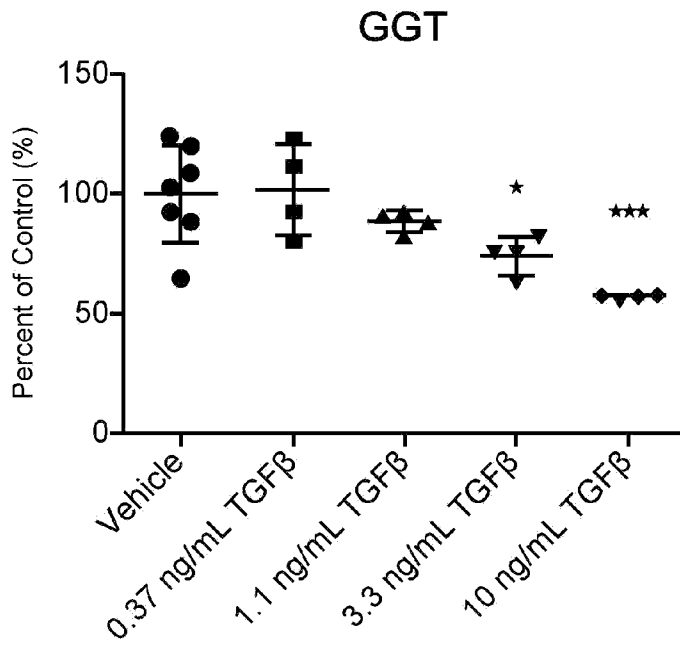 GGT
Percent of Control (%)
150
100
50
0
★
★★★
Vehicle
0.37 ng/mL TGFβ
1.1 ng/mL TGFβ
3.3 ng/mL TGFβ
10 ng/mL TGFβ